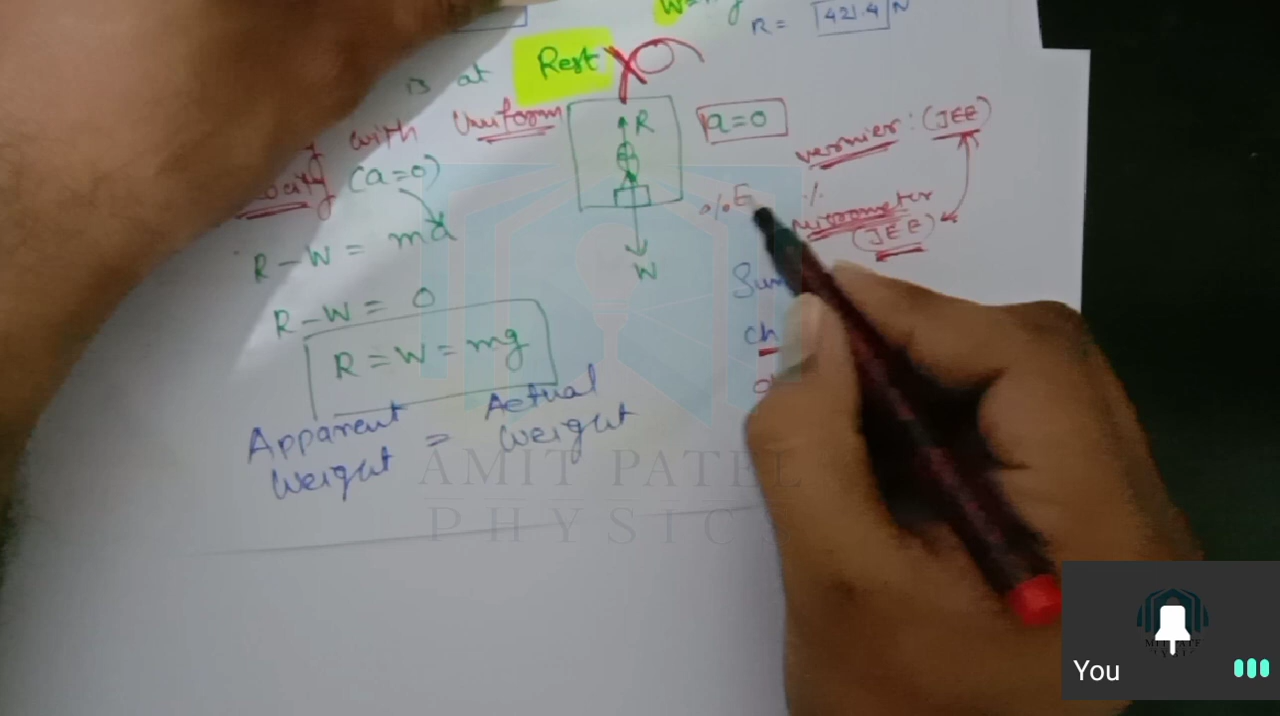 R = 421.4 N
is at Rest
with Uniform
R a=0
vernier : (JEE)
(a=0)
%E %
micrometer
(JEE)
R - W = ma
W
R - W = 0
R = W = mg
Apparent = Actual
Weight Weight
AMIT PATEL
PHYSICS
You